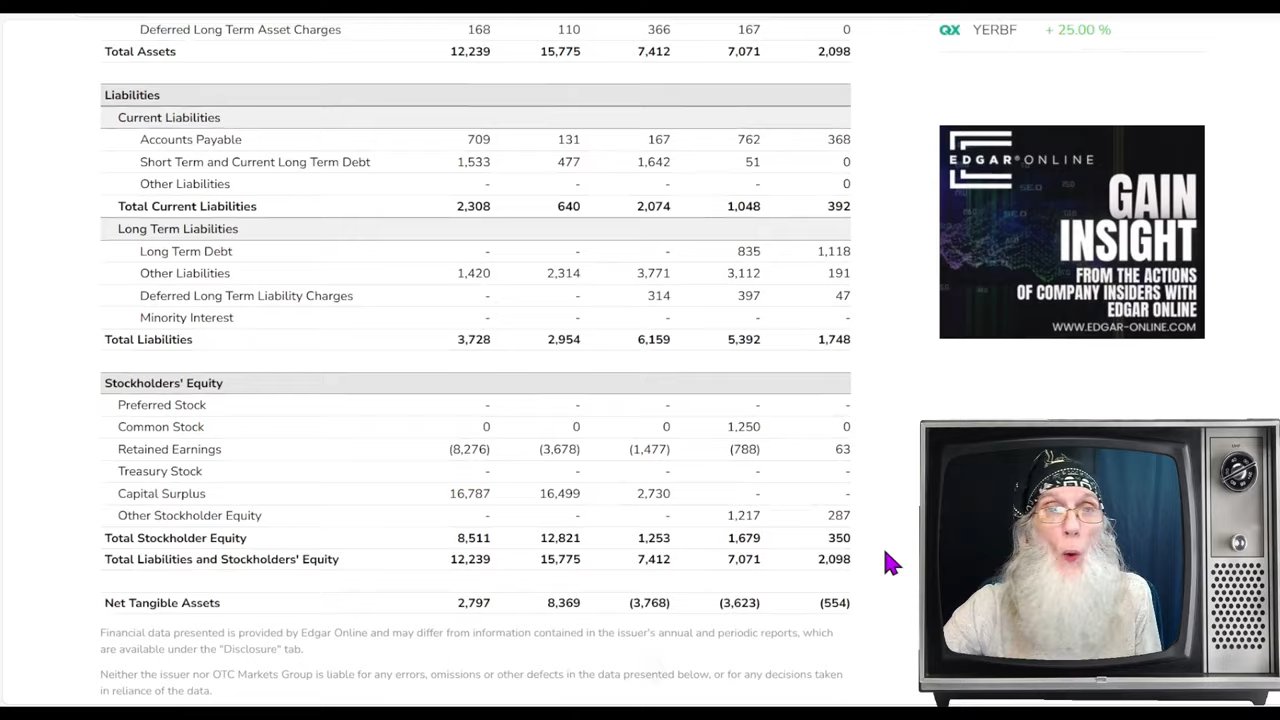 Deferred Long Term Asset Charges 168 110 366 167 0
Total Assets 12,239 15,775 7,412 7,071 2,098
Liabilities
Current Liabilities
Accounts Payable 709 131 167 762 368
Short Term and Current Long Term Debt 1,533 477 1,642 51 0
Other Liabilities - - - - 0
Total Current Liabilities 2,308 640 2,074 1,048 392
Long Term Liabilities
Long Term Debt - - - 835 1,118
Other Liabilities 1,420 2,314 3,771 3,112 191
Deferred Long Term Liability Charges - - 314 397 47
Minority Interest - - - - -
Total Liabilities 3,728 2,954 6,159 5,392 1,748
Stockholders' Equity
Preferred Stock - - - - -
Common Stock 0 0 0 1,250 0
Retained Earnings (8,276) (3,678) (1,477) (788) 63
Treasury Stock - - - - -
Capital Surplus 16,787 16,499 2,730 - -
Other Stockholder Equity - - - 1,217 287
Total Stockholder Equity 8,511 12,821 1,253 1,679 350
Total Liabilities and Stockholders' Equity 12,239 15,775 7,412 7,071 2,098
Net Tangible Assets 2,797 8,369 (3,768) (3,623) (554)
Financial data presented is provided by Edgar Online and may differ from information contained in the issuer's annual and periodic reports, which
are available under the "Disclosure" tab.
Neither the issuer nor OTC Markets Group is liable for any errors, omissions or other defects in the data presented below, or for any decisions taken
in reliance of the data.
QX YERBF + 25.00 %
EDGAR®ONLINE
GAIN
INSIGHT
FROM THE ACTIONS
OF COMPANY INSIDERS WITH
EDGAR ONLINE
WWW.EDGAR-ONLINE.COM